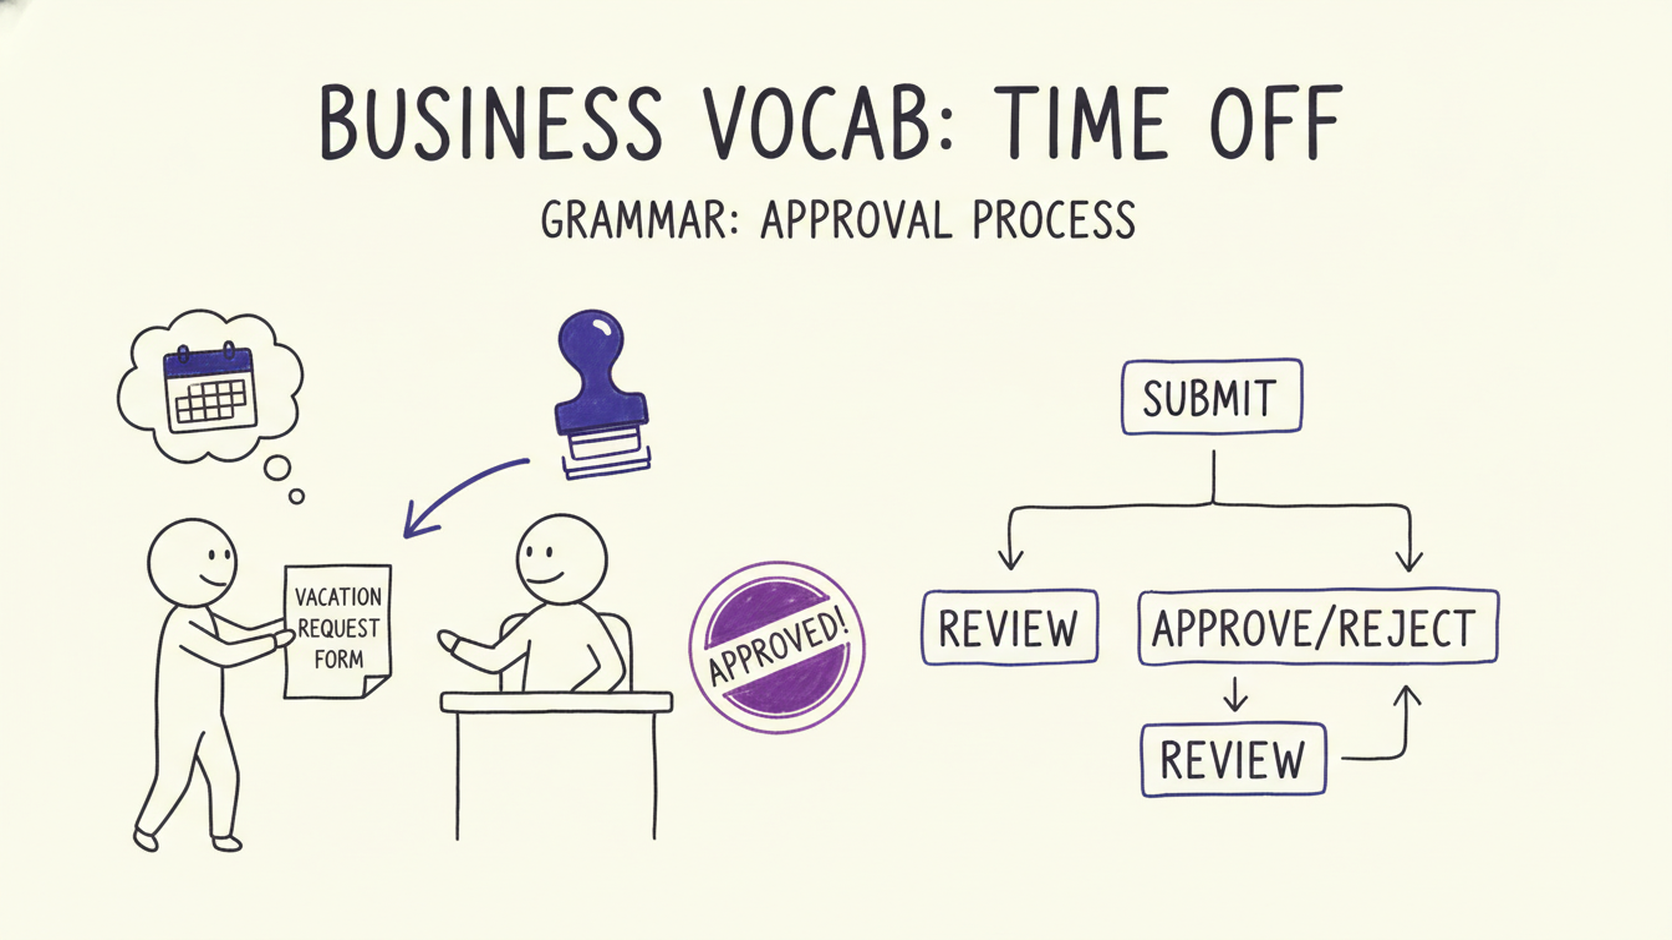 BUSINESS VOCAB: TIME OFF
GRAMMAR: APPROVAL PROCESS
VACATION
REQUEST
FORM
APPROVED!
SUBMIT
REVIEW
APPROVE/REJECT
REVIEW